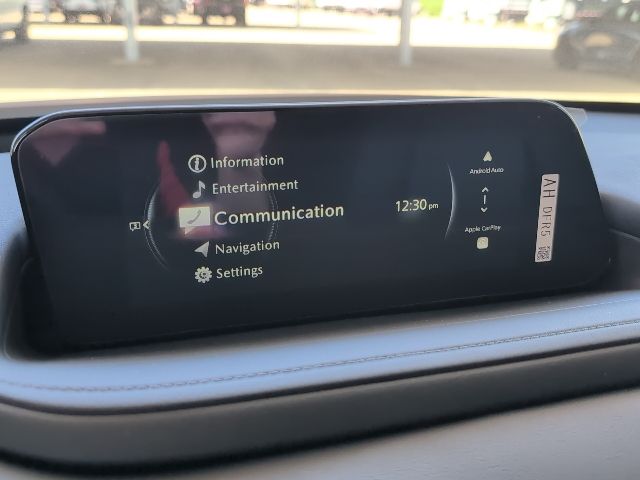 Information
Entertainment
Communication
Navigation
Settings
12:30 pm
Android Auto
Apple CarPlay
AH DFR5